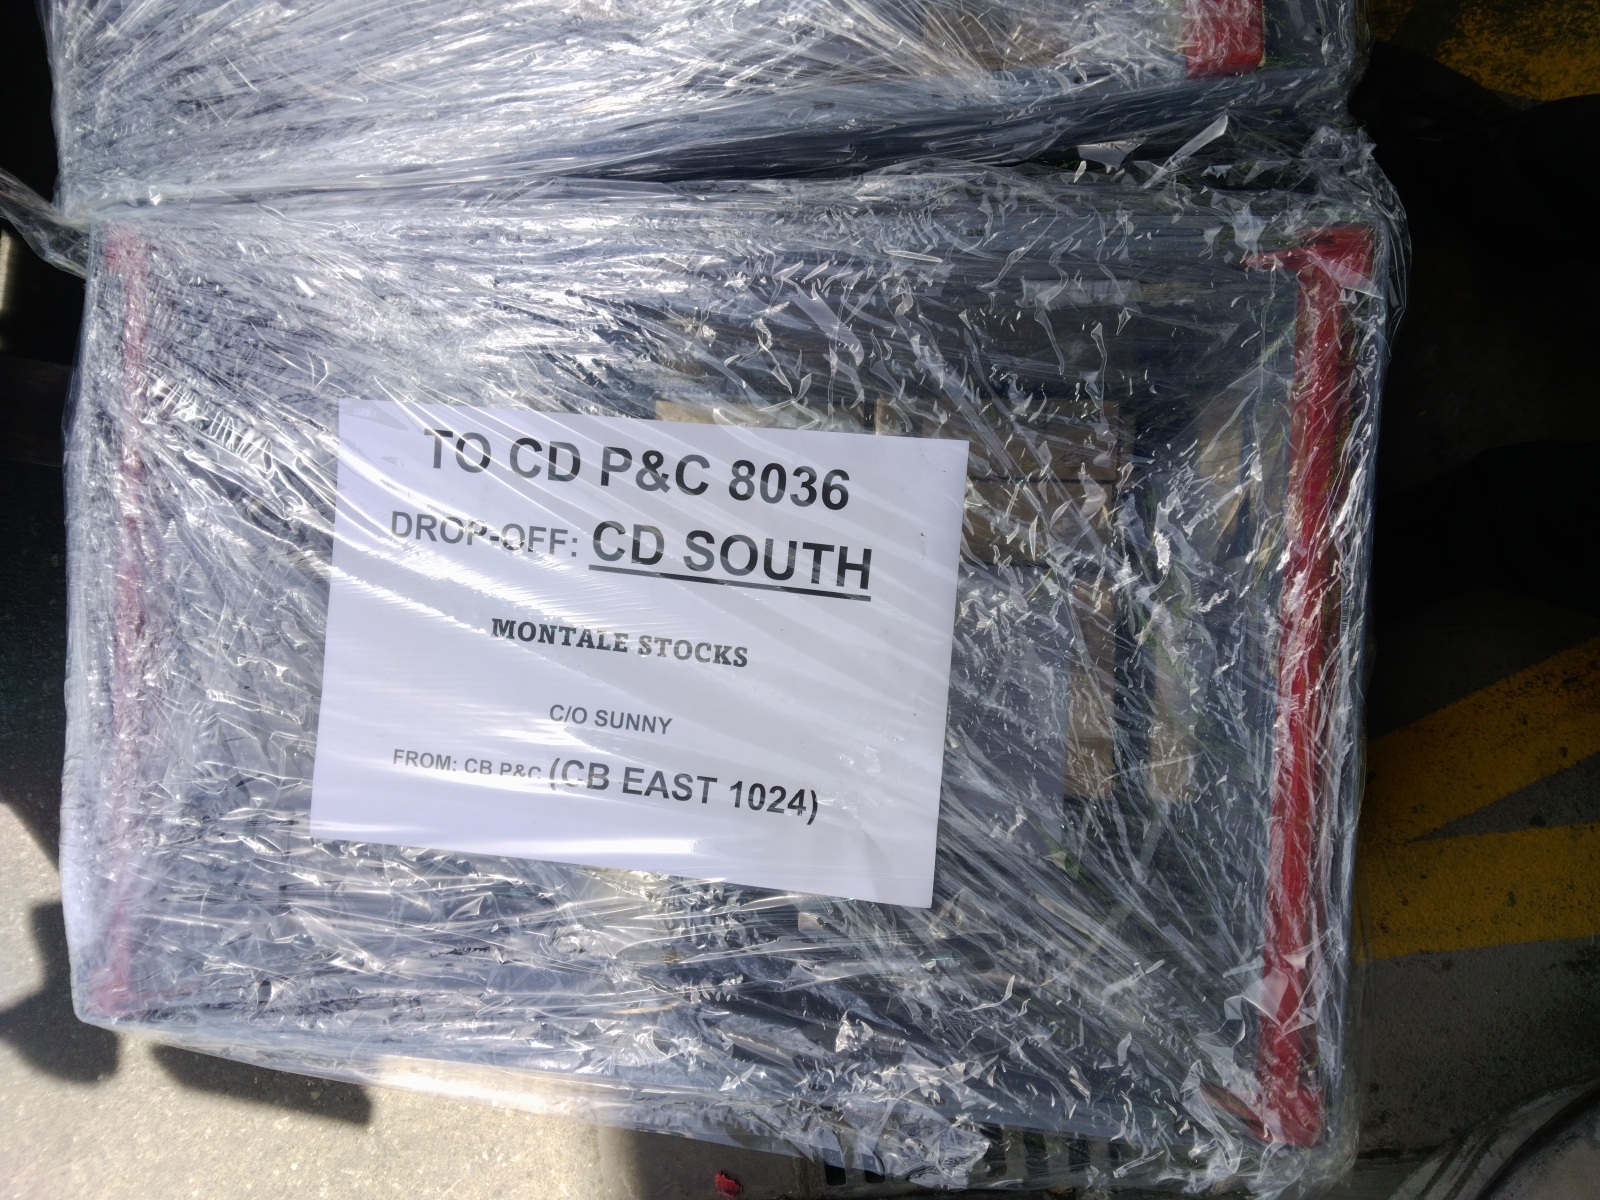 TO CD P&C 8036
DROP-OFF: CD SOUTH
MONTALE STOCKS
C/O SUNNY
FROM: CB P&C (CB EAST 1024)